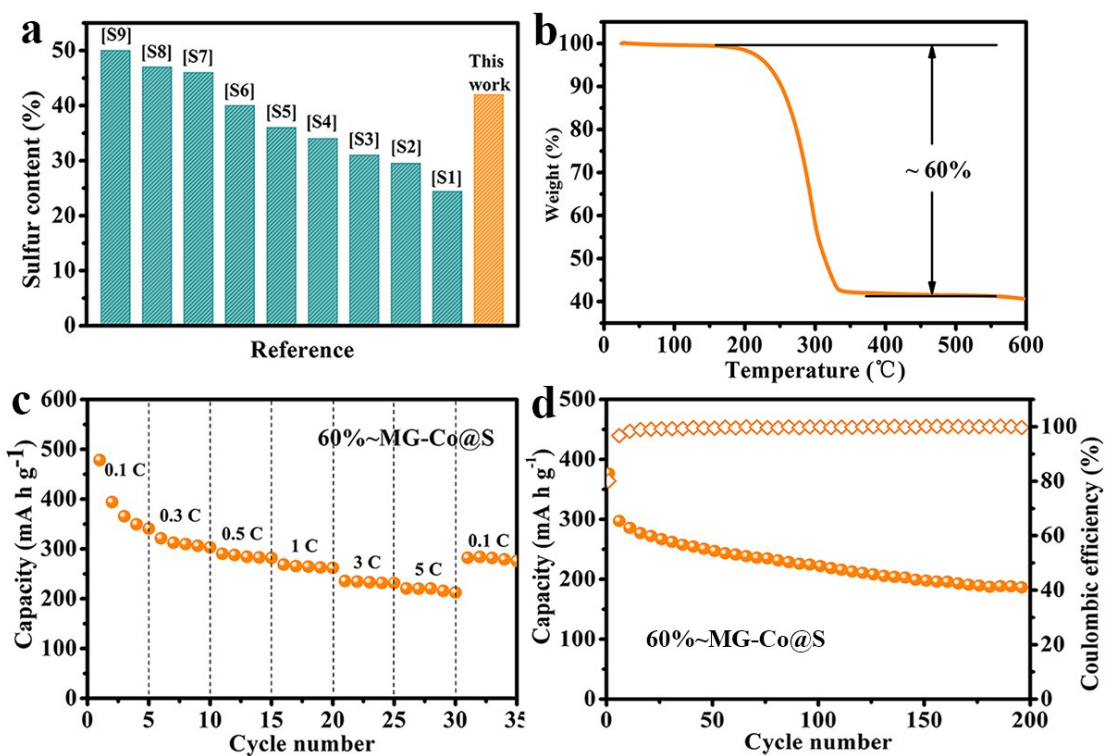 a
[S9]
[S8]
[S7]
[S6]
[S5]
[S4]
[S3]
[S2]
[S1]
This
work
50
40
30
20
10
0
Sulfur content (%)
Reference
b
100
90
80
70
60
50
40
Weight (%)
~ 60%
0 100 200 300 400 500 600
Temperature (℃)
c
600
500
400
300
200
100
0
Capacity (mA h g⁻¹)
60%~MG-Co@S
0.1 C
0.3 C
0.5 C
1 C
3 C
5 C
0.1 C
0 5 10 15 20 25 30 35
Cycle number
d
500
450
400
350
300
250
200
150
100
50
0
Capacity (mA h g⁻¹)
60%~MG-Co@S
100
80
60
40
20
0
Coulombic efficiency (%)
0 50 100 150 200
Cycle number